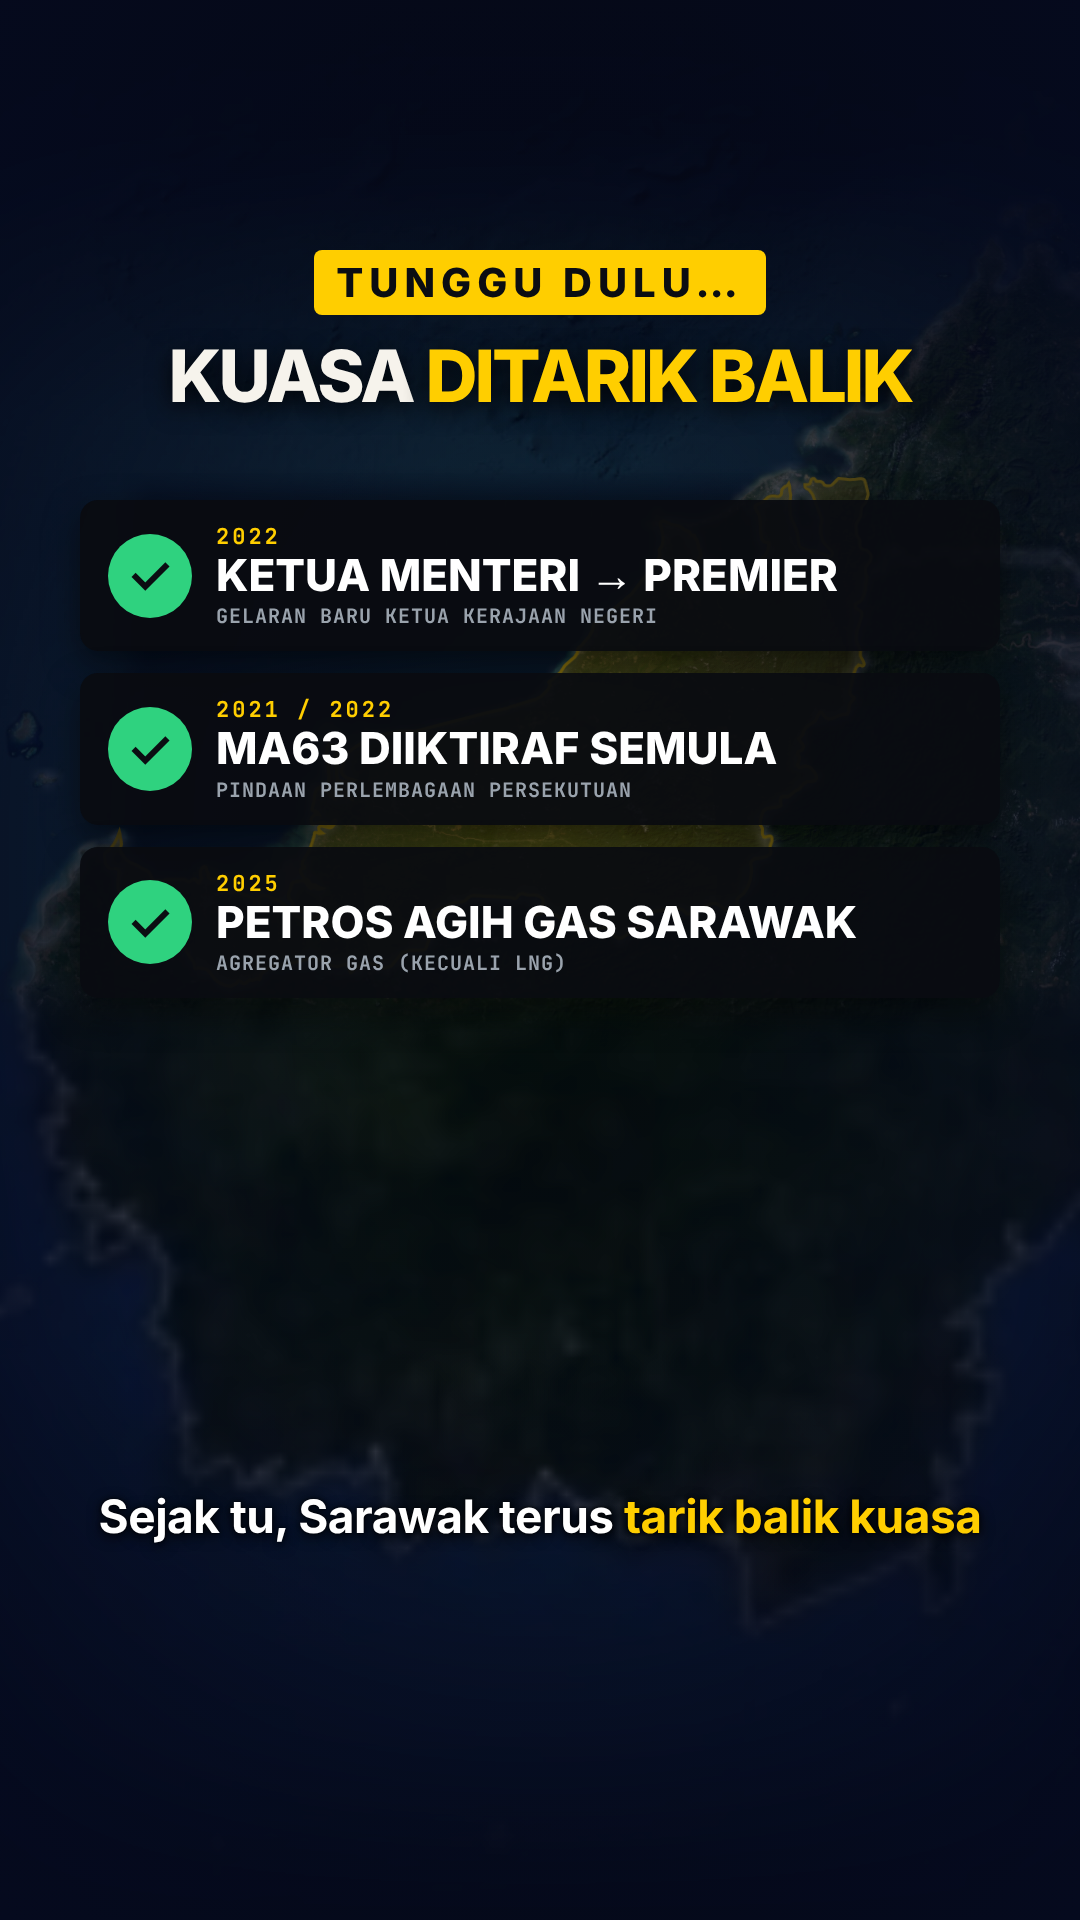 TUNGGU DULU...
KUASA DITARIK BALIK
2022
KETUA MENTERI → PREMIER
GELARAN BARU KETUA KERAJAAN NEGERI
2021 / 2022
MA63 DIIKTIRAF SEMULA
PINDAAN PERLEMBAGAAN PERSEKUTUAN
2025
PETROS AGIH GAS SARAWAK
AGREGATOR GAS (KECUALI LNG)
Sejak tu, Sarawak terus tarik balik kuasa